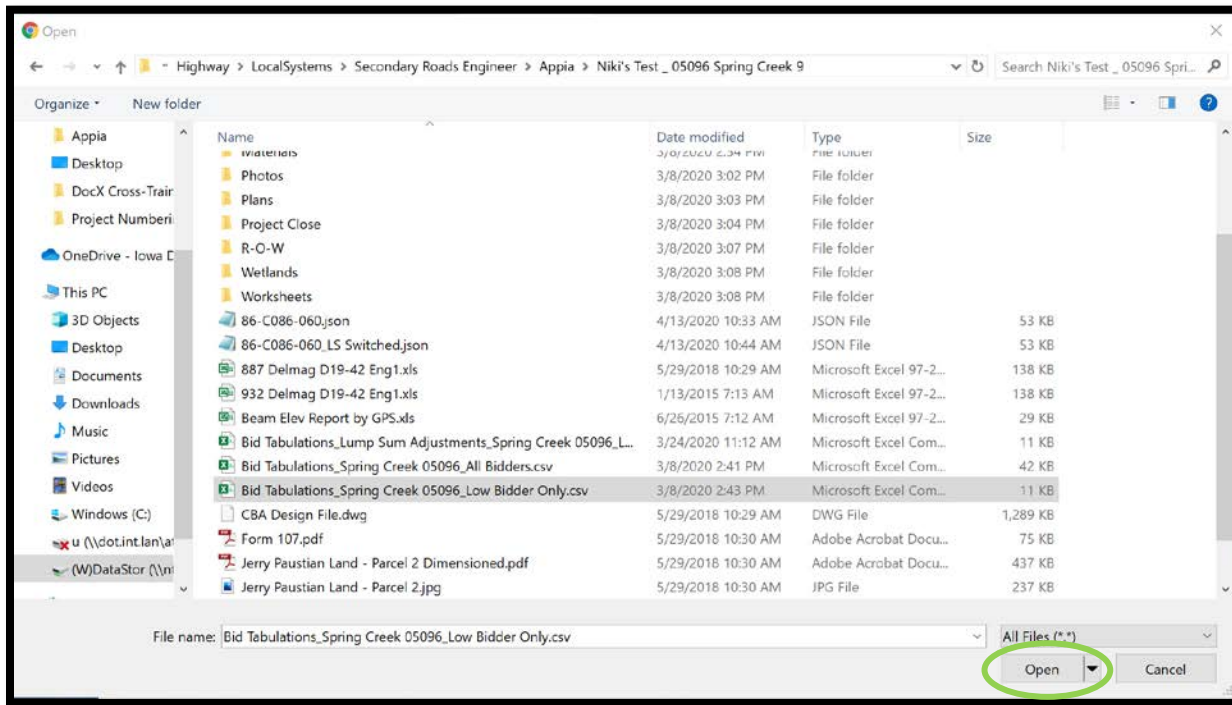 Open
Highway > LocalSystems > Secondary Roads Engineer > Appia > Niki's Test _ 05096 Spring Creek 9
Search Niki's Test _ 05096 Spri...
Organize
New folder
Name Date modified Type Size
Appia
Desktop
DocX Cross-Train
Project Numberi
OneDrive - Iowa D
This PC
3D Objects
Desktop
Documents
Downloads
Music
Pictures
Videos
Windows (C:)
u (\\dot.int.lan\a
(W)DataStor (\\n
Materials 3/8/2020 2:54 PM File folder
Photos 3/8/2020 3:02 PM File folder
Plans 3/8/2020 3:03 PM File folder
Project Close 3/8/2020 3:04 PM File folder
R-O-W 3/8/2020 3:07 PM File folder
Wetlands 3/8/2020 3:08 PM File folder
Worksheets 3/8/2020 3:08 PM File folder
86-C086-060.json 4/13/2020 10:33 AM JSON File 53 KB
86-C086-060_LS Switched.json 4/13/2020 10:44 AM JSON File 53 KB
887 Delmag D19-42 Eng1.xls 5/29/2018 10:29 AM Microsoft Excel 97-2... 138 KB
932 Delmag D19-42 Eng1.xls 1/13/2015 7:13 AM Microsoft Excel 97-2... 138 KB
Beam Elev Report by GPS.xls 6/26/2015 7:12 AM Microsoft Excel 97-2... 29 KB
Bid Tabulations_Lump Sum Adjustments_Spring Creek 05096_L... 3/24/2020 11:12 AM Microsoft Excel Com... 11 KB
Bid Tabulations_Spring Creek 05096_All Bidders.csv 3/8/2020 2:41 PM Microsoft Excel Com... 42 KB
Bid Tabulations_Spring Creek 05096_Low Bidder Only.csv 3/8/2020 2:43 PM Microsoft Excel Com... 11 KB
CBA Design File.dwg 5/29/2018 10:29 AM DWG File 1,289 KB
Form 107.pdf 5/29/2018 10:30 AM Adobe Acrobat Docu... 75 KB
Jerry Paustian Land - Parcel 2 Dimensioned.pdf 5/29/2018 10:30 AM Adobe Acrobat Docu... 437 KB
Jerry Paustian Land - Parcel 2.jpg 5/29/2018 10:30 AM JPG File 237 KB
File name: Bid Tabulations_Spring Creek 05096_Low Bidder Only.csv
All Files (*.*)
Open
Cancel